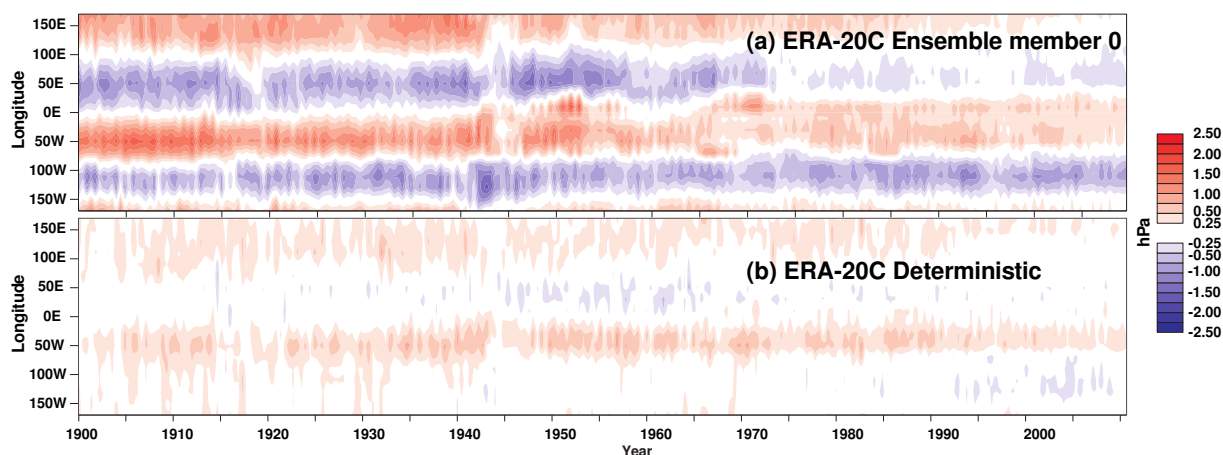 150E
100E
50E
0E
50W
100W
150W
Longitude
(a) ERA-20C Ensemble member 0
150E
100E
50E
0E
50W
100W
150W
Longitude
(b) ERA-20C Deterministic
1900 1910 1920 1930 1940 1950 1960 1970 1980 1990 2000
Year
2.50
2.00
1.50
1.00
0.50
0.25
-0.25
-0.50
-1.00
-1.50
-2.00
-2.50
hPa